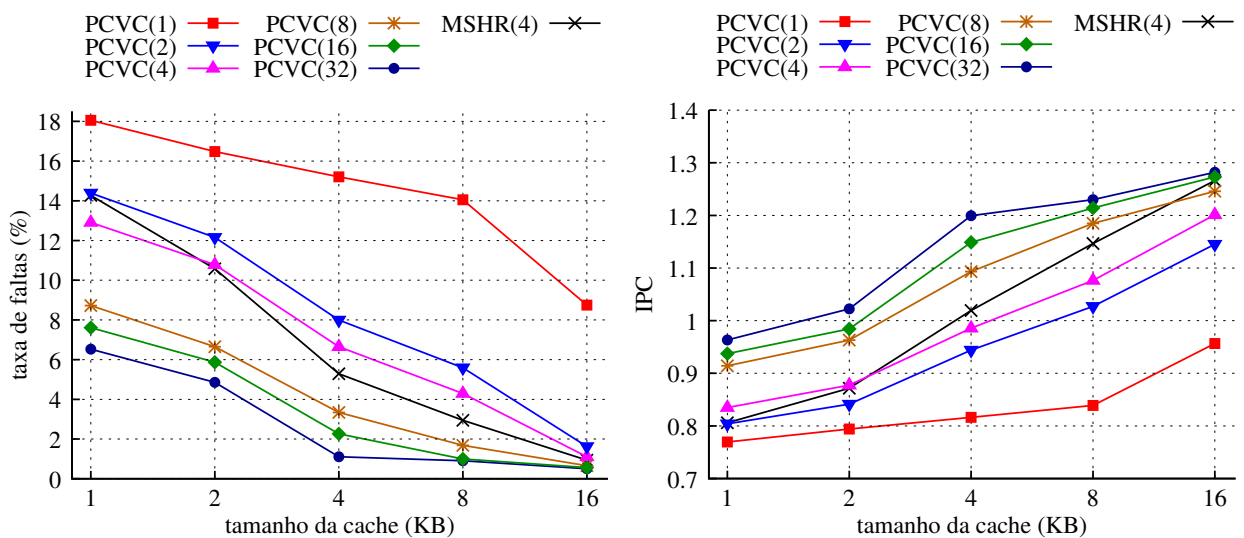 PCVC(1) PCVC(8) MSHR(4)
PCVC(2) PCVC(16)
PCVC(4) PCVC(32)
taxa de faltas (%)
18
16
14
12
10
8
6
4
2
0
1 2 4 8 16
tamanho da cache (KB)
PCVC(1) PCVC(8) MSHR(4)
PCVC(2) PCVC(16)
PCVC(4) PCVC(32)
IPC
1.4
1.3
1.2
1.1
1
0.9
0.8
0.7
1 2 4 8 16
tamanho da cache (KB)